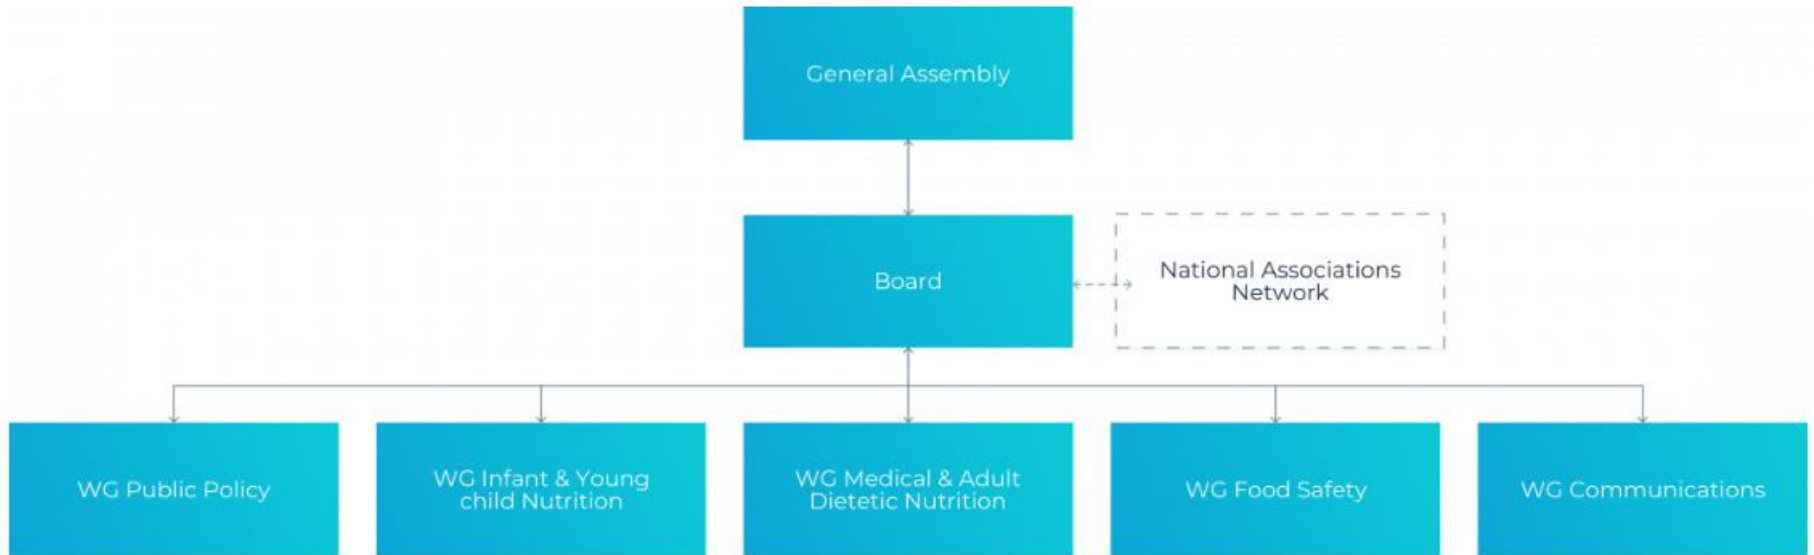 General Assembly
Board
National Associations
Network
WG Public Policy
WG Infant & Young
child Nutrition
WG Medical & Adult
Dietetic Nutrition
WG Food Safety
WG Communications